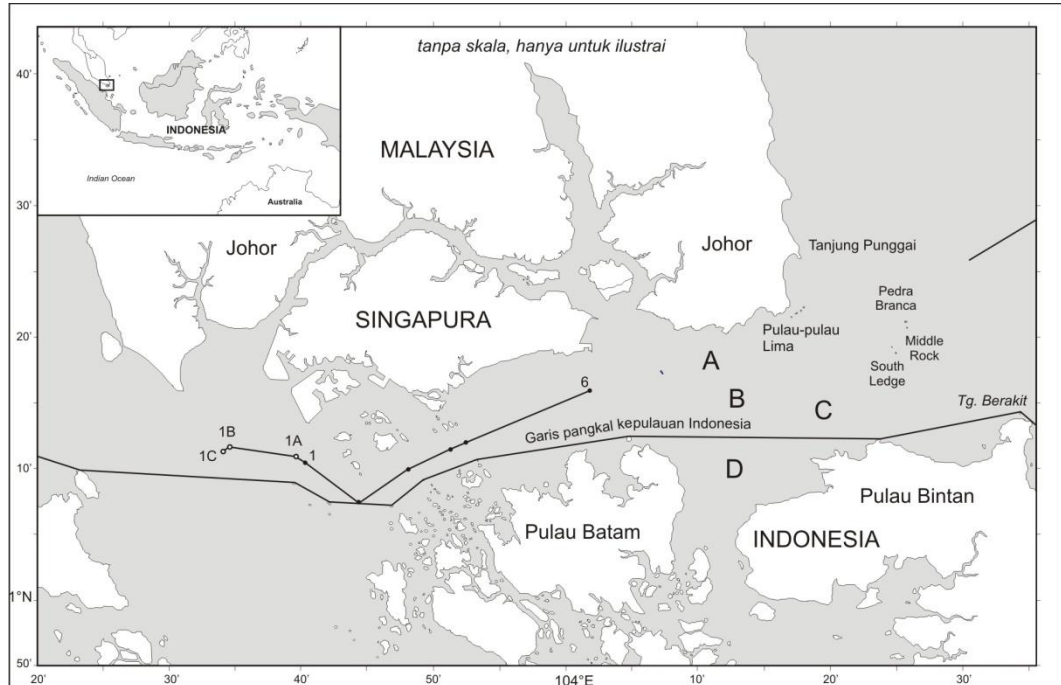 40'
30'
20'
10'
1°N
50'
20'
30'
40'
50'
104°E
10'
20'
30'
INDONESIA
Indian Ocean
Australia
tanpa skala, hanya untuk ilustrai
MALAYSIA
Johor
Johor
SINGAPURA
Tanjung Punggai
Pedra
Branca
Pulau-pulau
Lima
Middle
Rock
South
Ledge
A
B
C
D
6
1B
1C
1A
1
Tg. Berakit
Garis pangkal kepulauan Indonesia
Pulau Batam
Pulau Bintan
INDONESIA